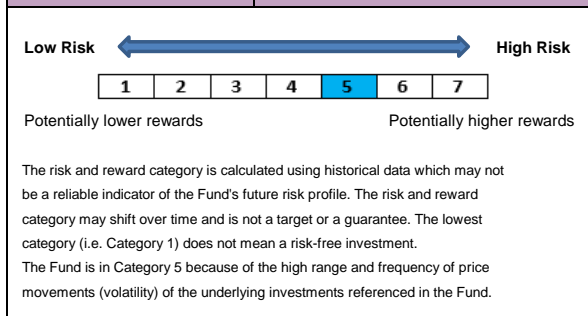 Low Risk High Risk
1 2 3 4 5 6 7
Potentially lower rewards Potentially higher rewards
The risk and reward category is calculated using historical data which may not
be a reliable indicator of the Fund's future risk profile. The risk and reward
category may shift over time and is not a target or a guarantee. The lowest
category (i.e. Category 1) does not mean a risk-free investment.
The Fund is in Category 5 because of the high range and frequency of price
movements (volatility) of the underlying investments referenced in the Fund.